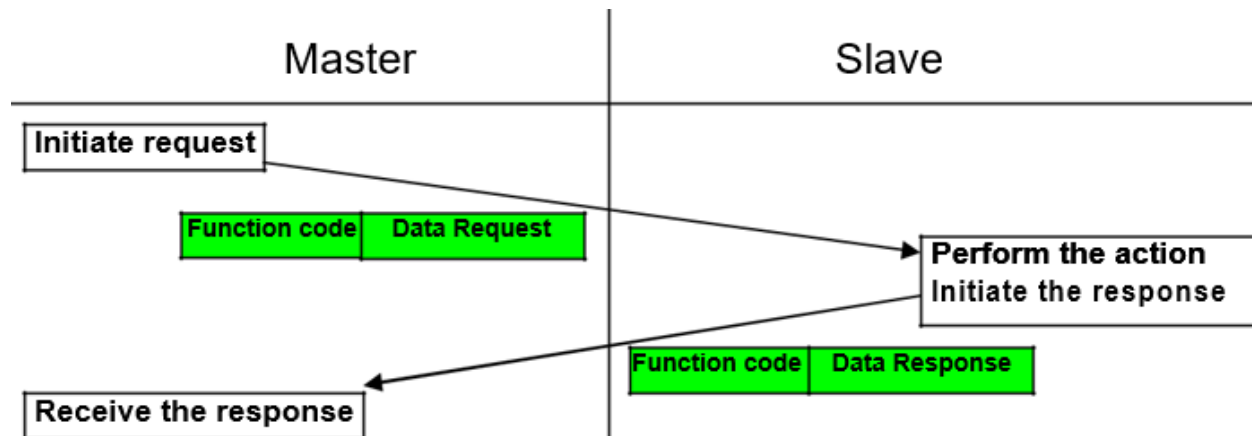 Master
Slave
Initiate request
Function code
Data Request
Perform the action
Initiate the response
Function code
Data Response
Receive the response